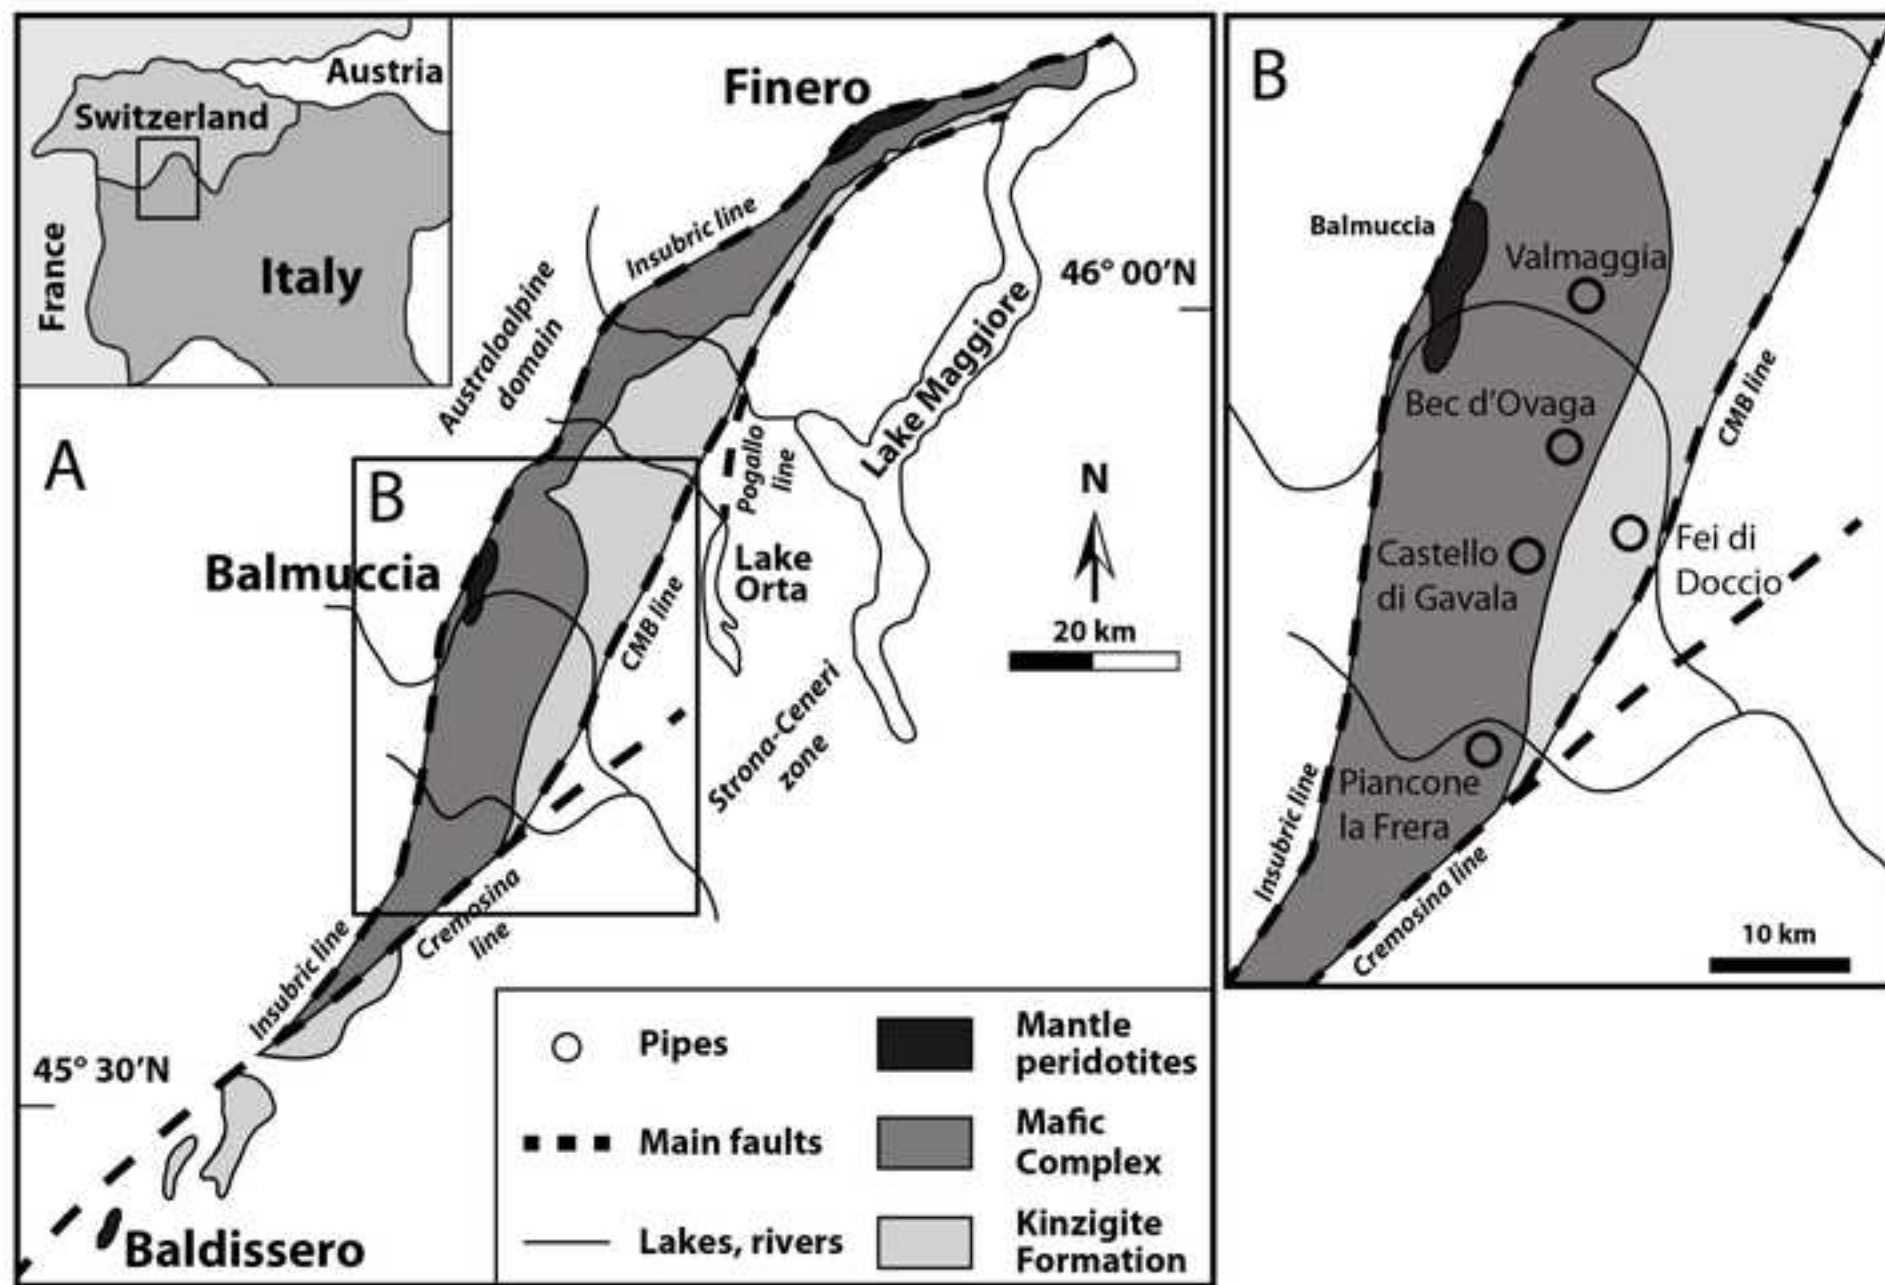 Austria
Switzerland
France
Italy
A
Finero
Insubric line
Australoalpine
domain
46° 00'N
Lake Maggiore
Pogallo
line
N
B
Balmuccia
Lake
Orta
CMB line
20 km
Strona-Ceneri
zone
Cremosina
line
Insubric line
45° 30'N
Baldissero
Pipes
Main faults
Lakes, rivers
Mantle
peridotites
Mafic
Complex
Kinzigite
Formation
B
Balmuccia
Valmaggia
Bec d'Ovaga
CMB line
Castello
di Gavala
Fei di
Doccio
Piancone
la Frera
Insubric line
Cremosina line
10 km